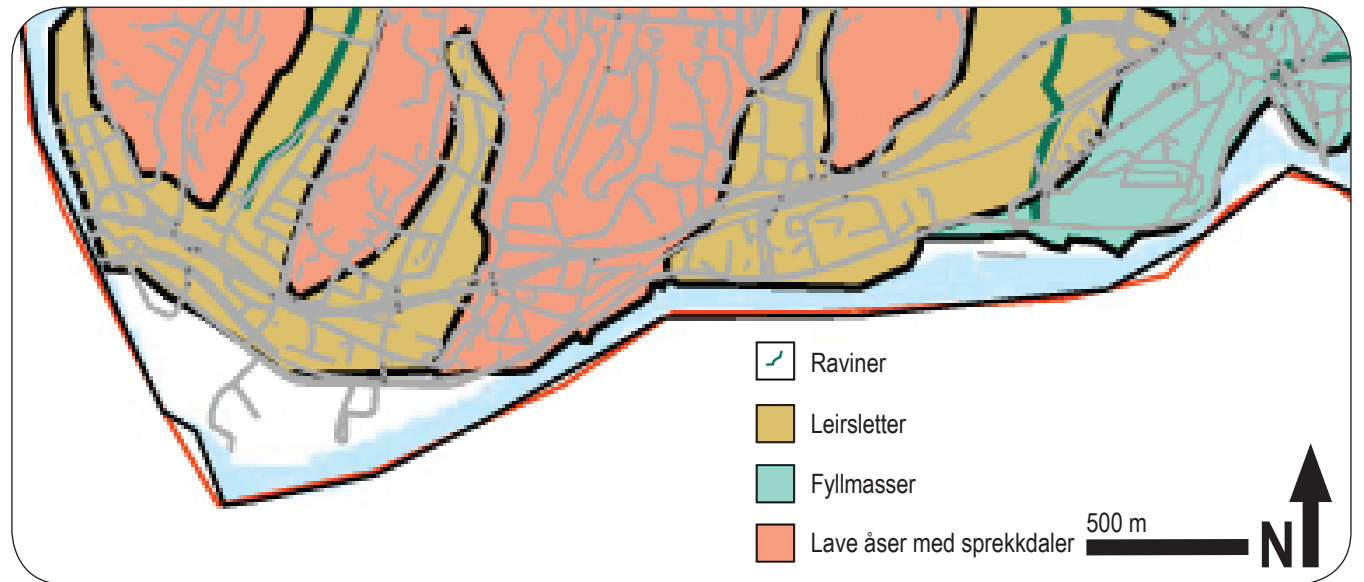 Raviner
Leirsletter
Fyllmasser
Lave åser med sprekkdaler
500 m
N